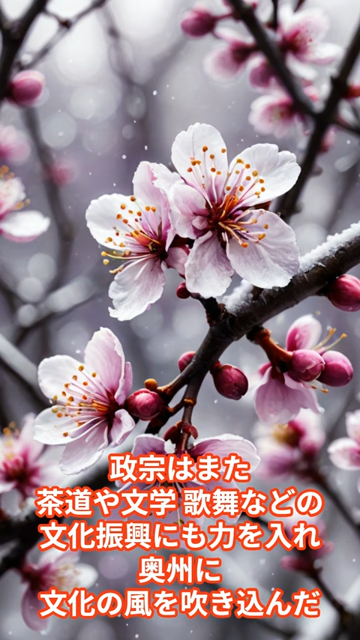 政宗はまた
茶道や文学 歌舞などの
文化振興にも力を入れ
奥州に
文化の風を吹き込んだ